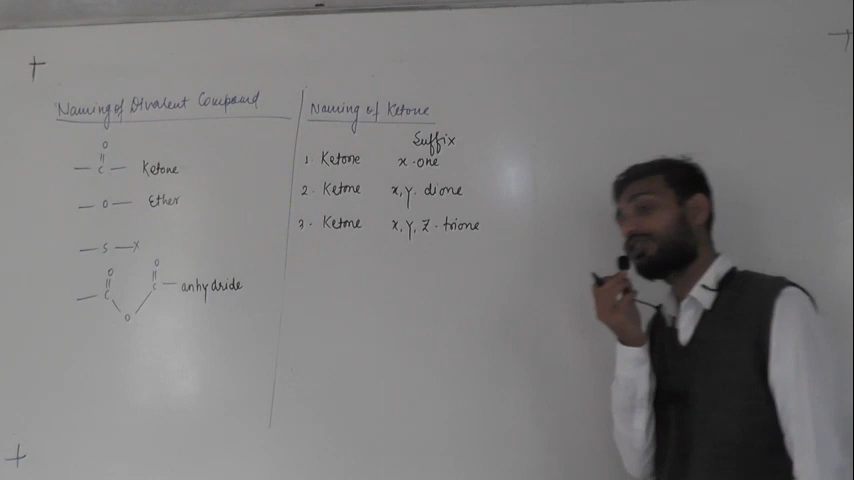 Naming of Divalent Compound
O
— C — Ketone
— O — Ether
— S — X
O O
— C C — anhydride
O
Naming of Ketone
Suffix
1 Ketone x-one
2- Ketone x,y-dione
3- Ketone x,y,z-trione